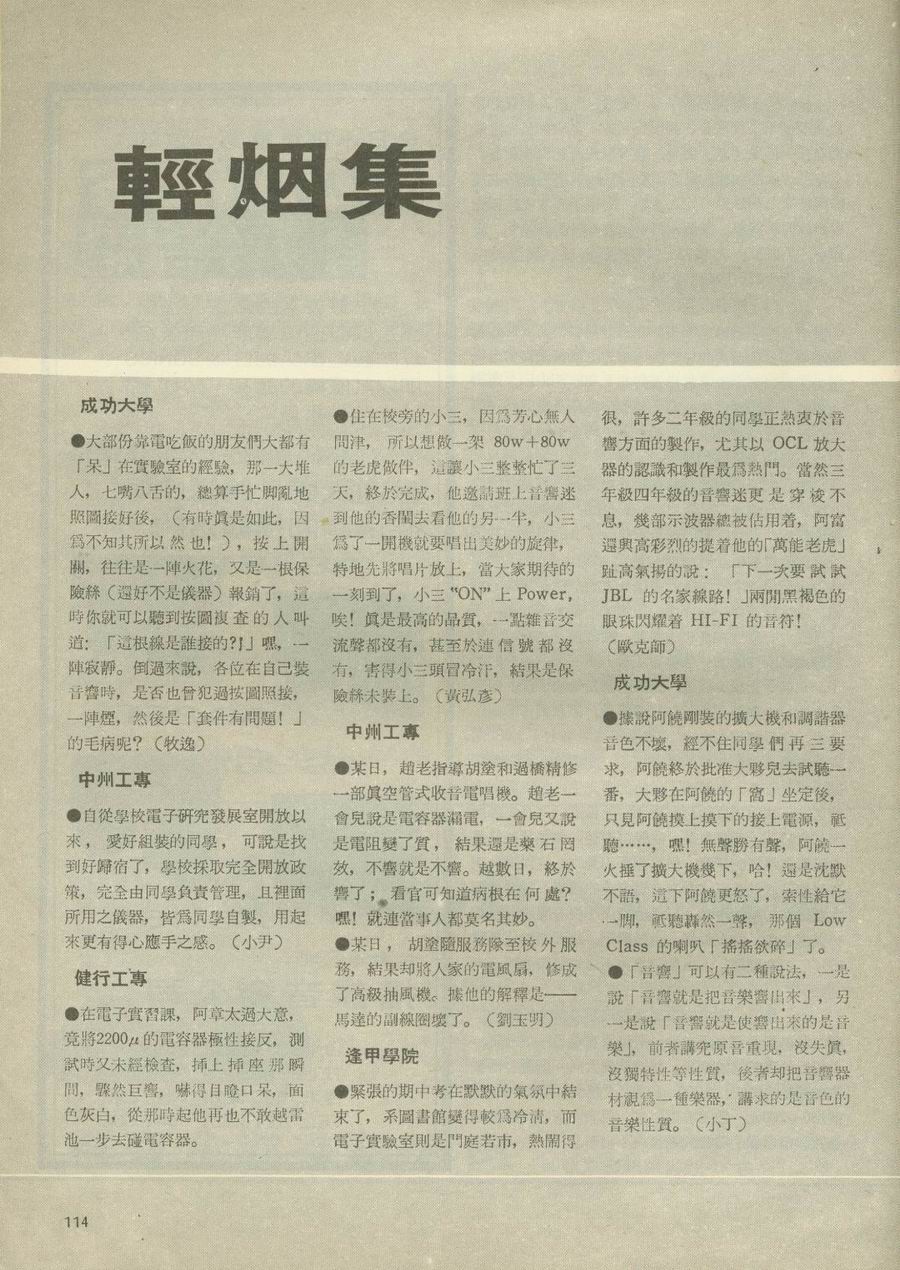 輕烟集
成功大學
●大部份靠電吃飯的朋友們大都有
「呆」在實驗室的經驗，那一大堆
人，七嘴八舌的，總算手忙脚亂地
照圖接好後，（有時眞是如此，因
爲不知其所以然也！），按上開
關，往往是一陣火花，又是一根保
險絲（還好不是儀器）報銷了，這
時你就可以聽到按圖複查的人叫
道：「這根線是誰接的?!」嘿，一
陣寂靜。倒過來說，各位在自己裝
音響時，是否也曾犯過按圖照接，
一陣煙，然後是「套件有問題！」
的毛病呢？（牧逸）
中州工專
●自從學校電子研究發展室開放以
來，愛好組裝的同學，可說是找
到好歸宿了，學校採取完全開放政
策，完全由同學負責管理，且裡面
所用之儀器，皆爲同學自製，用起
來更有得心應手之感。（小尹）
健行工專
●在電子實習課，阿章太過大意，
竟將2200μ的電容器極性接反，測
試時又未經檢查，揷上揷座那瞬
間，驟然巨響，嚇得目瞪口呆，面
色灰白，從那時起他再也不敢越雷
池一步去碰電容器。
●住在校旁的小三，因爲芳心無人
問津，所以想做一架 80w＋80w
的老虎做伴，這讓小三整整忙了三
天，終於完成，他邀請班上音響迷
到他的香閨去看他的另一半，小三
爲了一開機就要唱出美妙的旋律，
特地先將唱片放上，當大家期待的
一刻到了，小三 "ON" 上 Power，
唉！眞是最高的品質，一點雜音交
流聲都沒有，甚至於連信號都沒
有，害得小三頭冒冷汗，結果是保
險絲未裝上。（黃弘彥）
中州工專
●某日，趙老指導胡塗和過橋精修
一部眞空管式收音電唱機。趙老一
會兒說是電容器漏電，一會兒又說
是電阻變了質，結果還是藥石罔
效，不響就是不響。越數日，終於
響了；看官可知道病根在何處？
嘿！就連當事人都莫名其妙。
●某日，胡塗隨服務隊至校外服
務，結果却將人家的電風扇，修成
了高級抽風機。據他的解釋是——
馬達的副線圈壞了。（劉玉明）
逢甲學院
●緊張的期中考在默默的氣氛中結
束了，系圖書館變得較爲冷淸，而
電子實驗室則是門庭若市，熱鬧得
很，許多二年級的同學正熱衷於音
響方面的製作，尤其以 OCL 放大
器的認識和製作最爲熱門。當然三
年級四年級的音響迷更是穿梭不
息，幾部示波器總被佔用着，阿富
還興高彩烈的提着他的「萬能老虎」
趾高氣揚的說：「下一次要試試
JBL 的名家線路！」兩閒黑褐色的
眼珠閃耀着 HI-FI 的音符！
（歐克師）
成功大學
●據說阿饒剛裝的擴大機和調諧器
音色不壞，經不住同學們再三要
求，阿饒終於批准大夥兒去試聽一
番，大夥在阿饒的「窩」坐定後，
只見阿饒摸上摸下的接上電源，祗
聽……，嘿！無聲勝有聲，阿饒一
火捶了擴大機幾下，哈！還是沈默
不語，這下阿饒更怒了，索性給它
一脚，祗聽轟然一聲，那個 Low
Class 的喇叭「搖搖欲碎」了。
●「音響」可以有二種說法，一是
說「音響就是把音樂響出來」，另
一是說「音響就是使響出來的是音
樂」，前者講究原音重現，沒失眞，
沒獨特性等性質，後者却把音響器
材視爲一種樂器，講求的是音色的
音樂性質。（小丁）
114